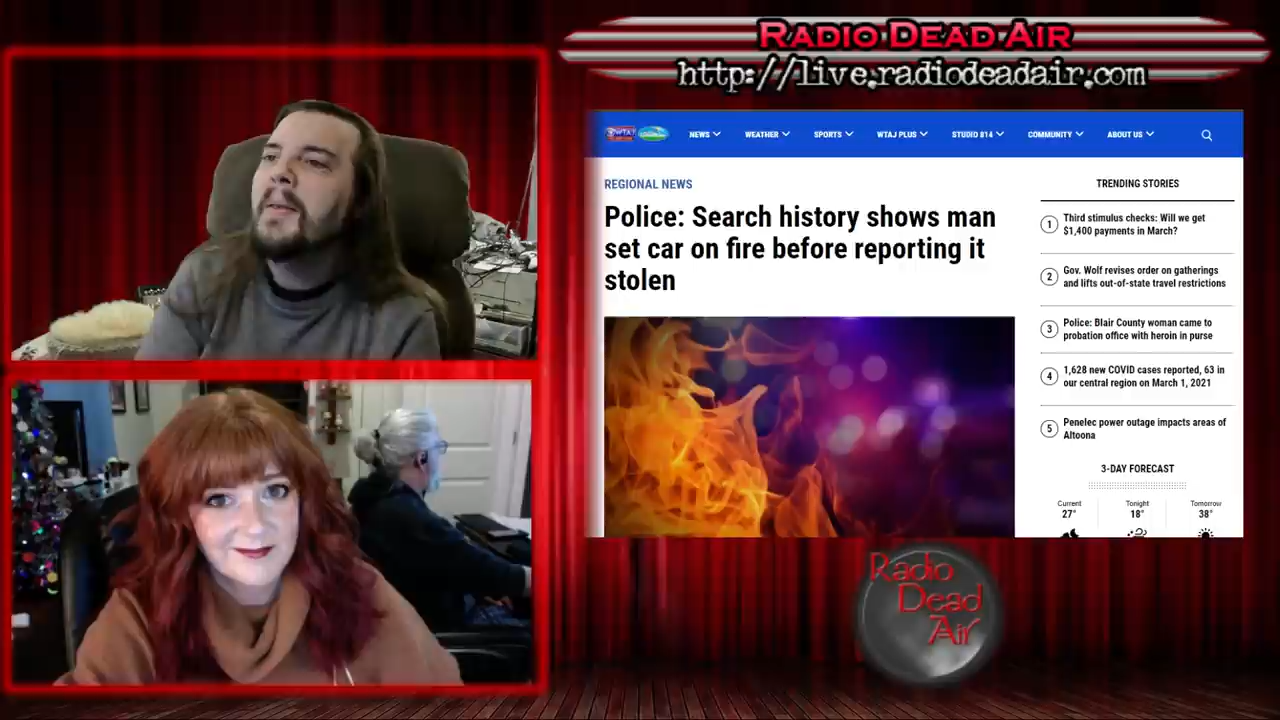 RADIO DEAD AIR
http://live.radiodeadair.com
WTAJ
NEWS WEATHER SPORTS WTAJ PLUS STUDIO 814 COMMUNITY ABOUT US
REGIONAL NEWS
Police: Search history shows man
set car on fire before reporting it
stolen
TRENDING STORIES
1 Third stimulus checks: Will we get
$1,400 payments in March?
2 Gov. Wolf revises order on gatherings
and lifts out-of-state travel restrictions
3 Police: Blair County woman came to
probation office with heroin in purse
4 1,628 new COVID cases reported, 63 in
our central region on March 1, 2021
5 Penelec power outage impacts areas of
Altoona
3-DAY FORECAST
Current Tonight Tomorrow
27° 18° 38°
Radio
Dead
Air